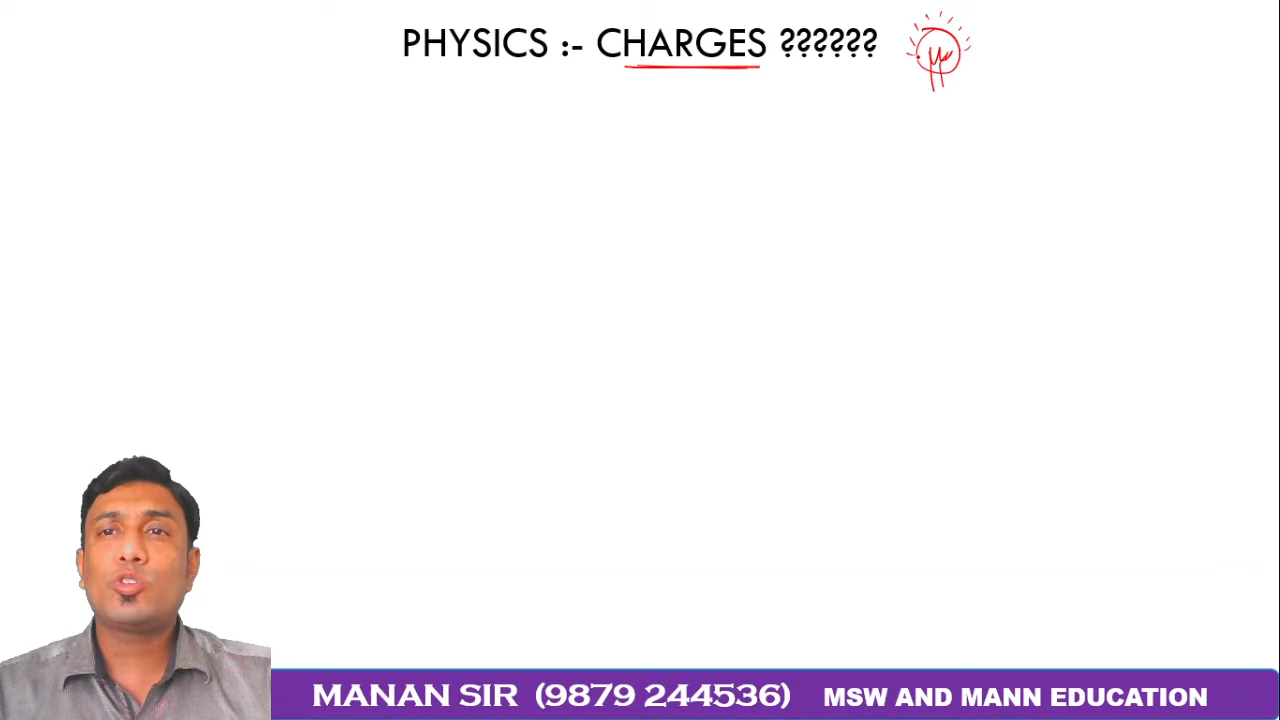 PHYSICS :- CHARGES ??????
MANAN SIR (9879 244536) MSW AND MANN EDUCATION